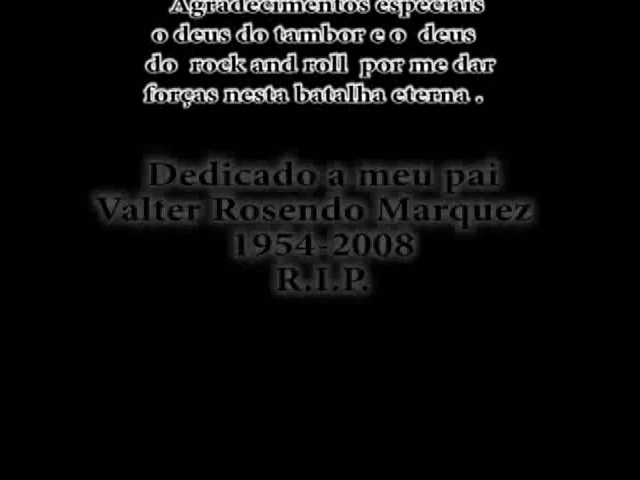 Agradecimentos especiais
o deus do tambor e o deus
do rock and roll por me dar
forças nesta batalha eterna .
Dedicado a meu pai
Valter Rosendo Marquez
1954-2008
R.I.P.